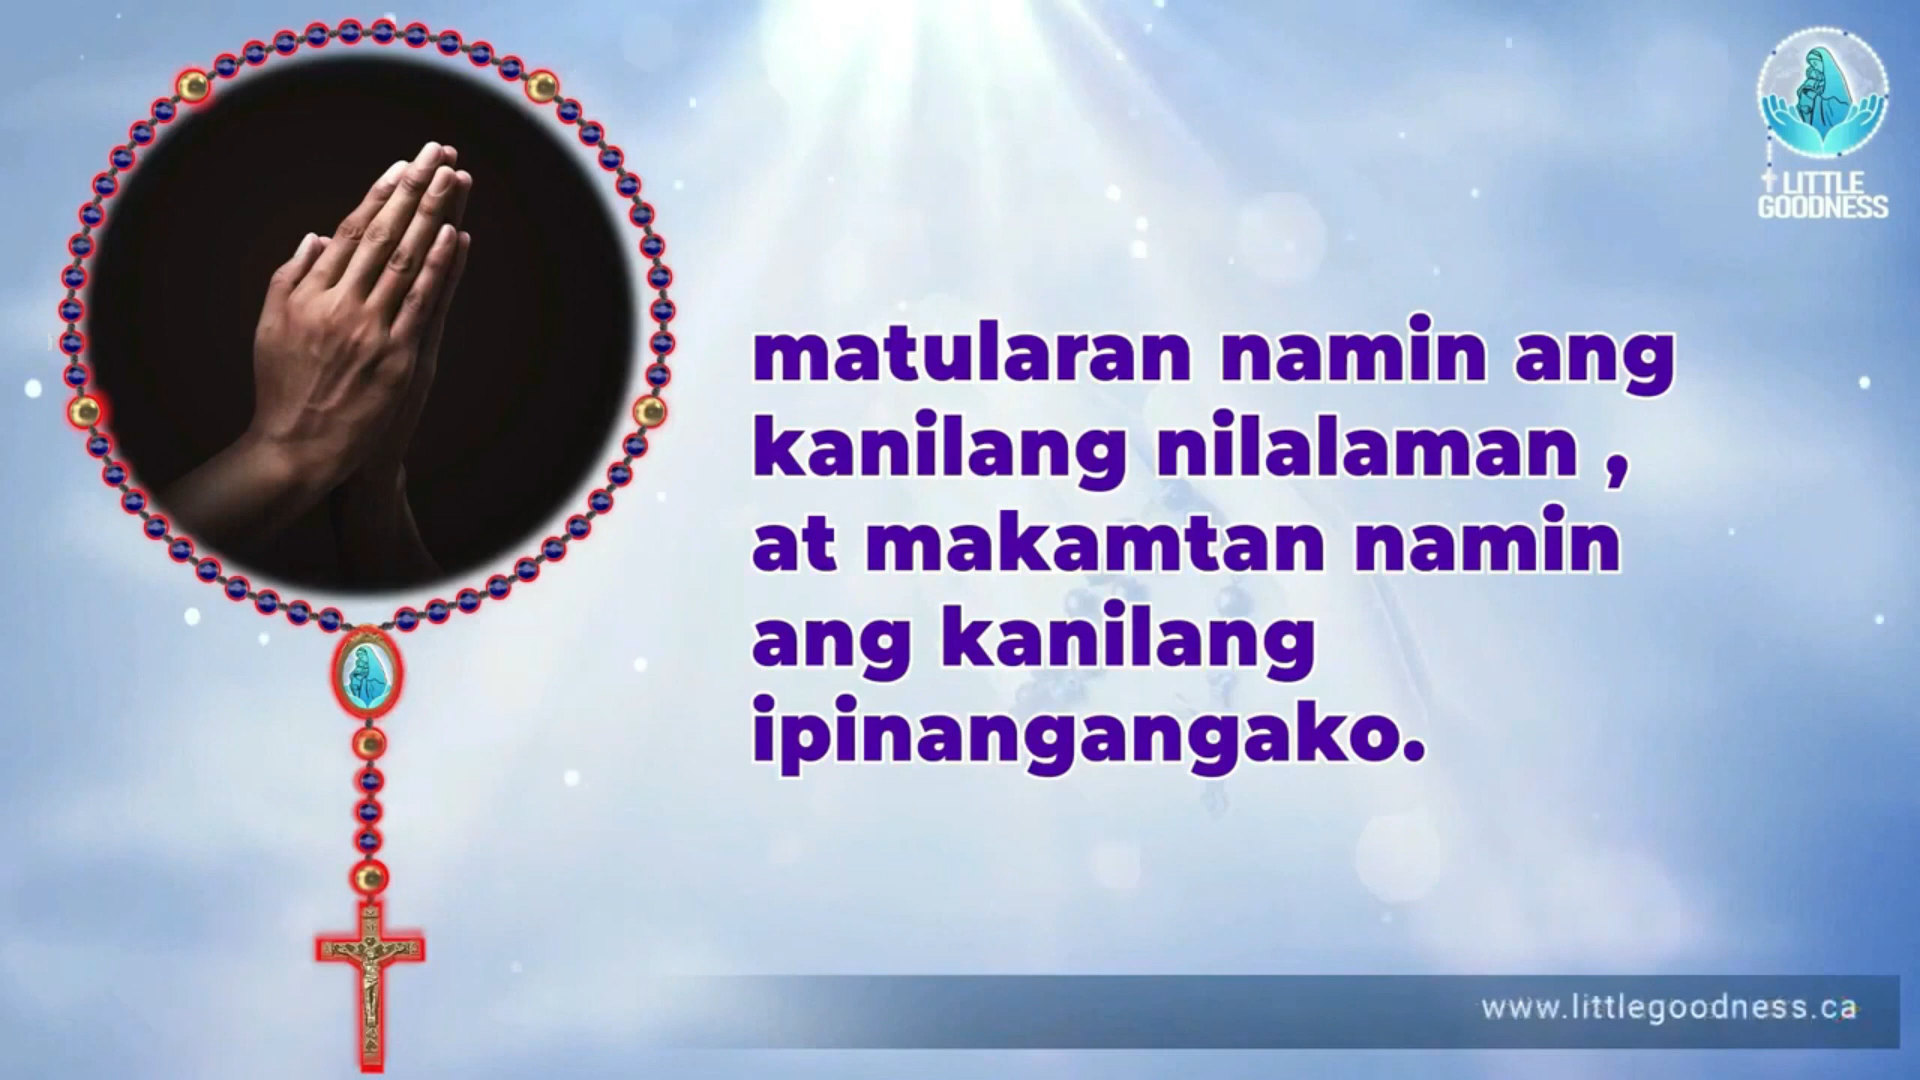 LITTLE
GOODNESS
matularan namin ang
kanilang nilalaman ,
at makamtan namin
ang kanilang
ipinangangako.
www.littlegoodness.ca